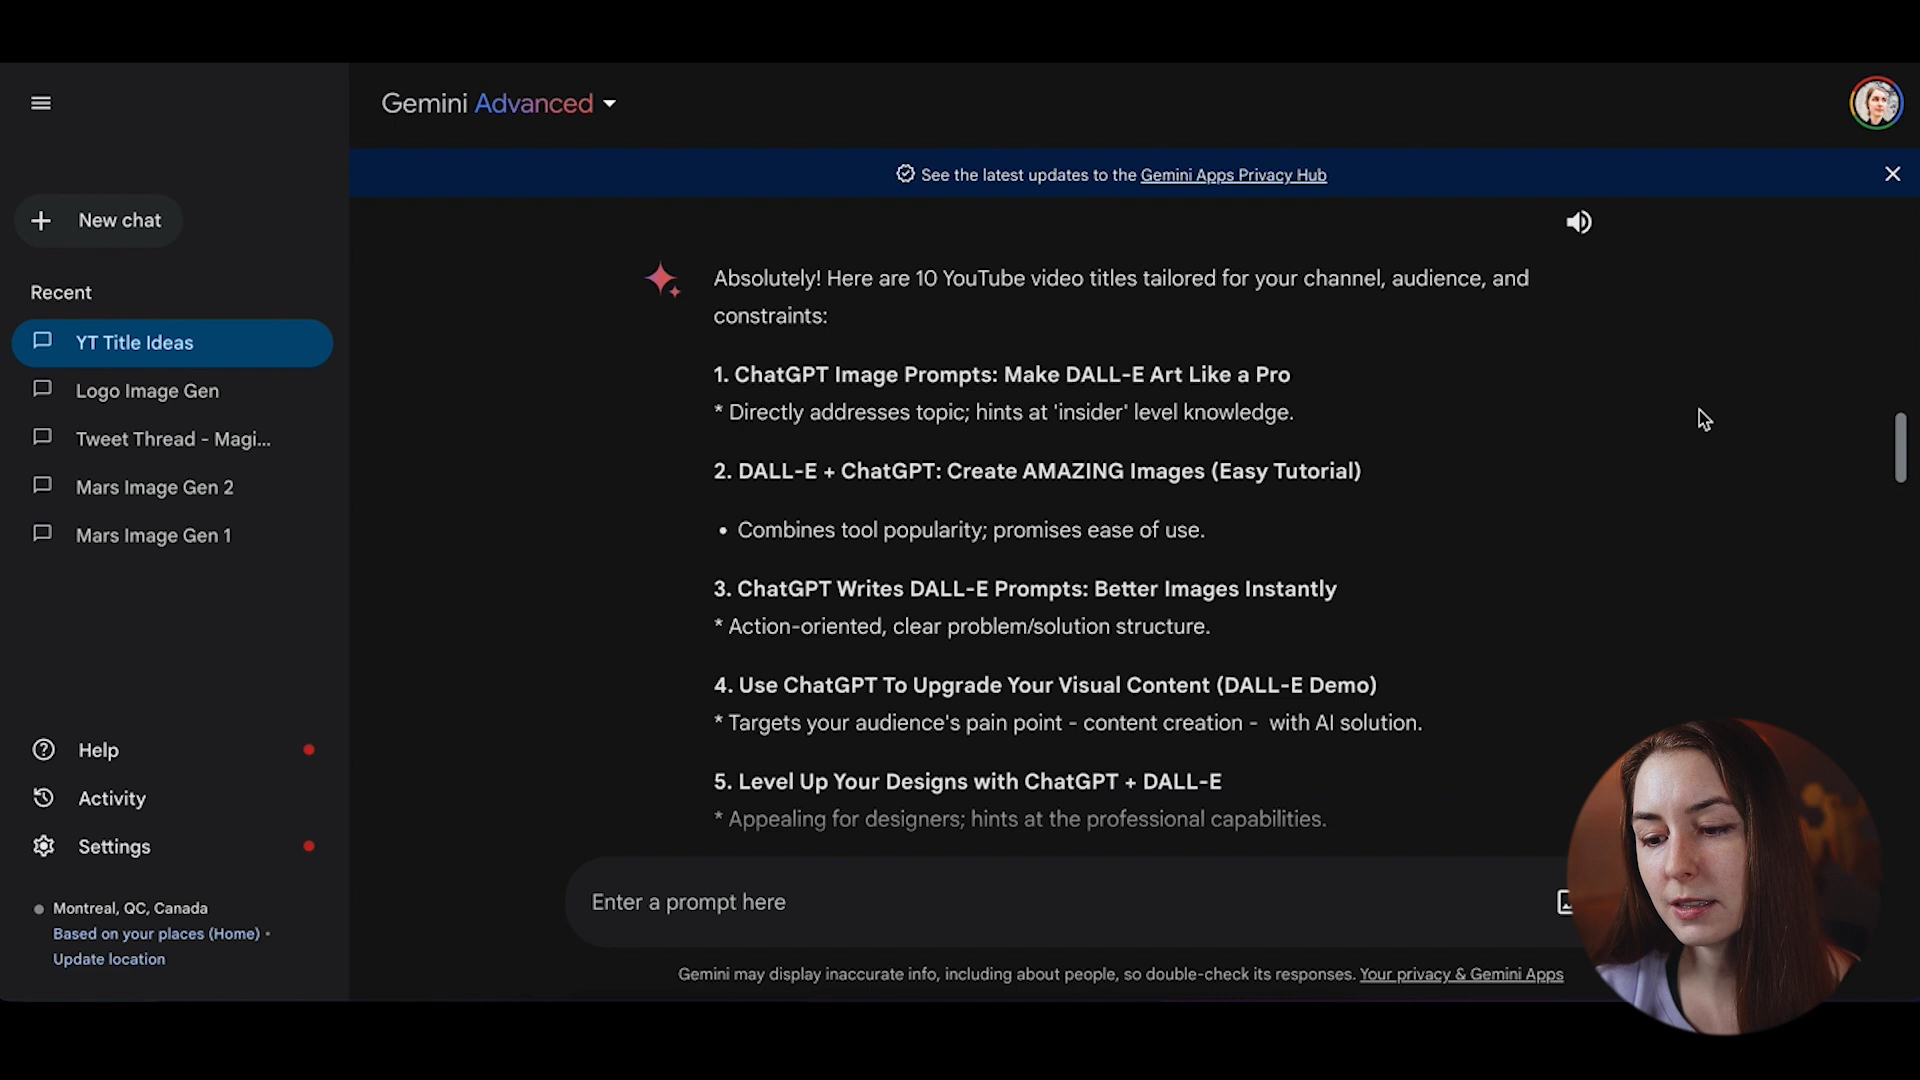 Gemini Advanced
See the latest updates to the Gemini Apps Privacy Hub
New chat
Recent
YT Title Ideas
Logo Image Gen
Tweet Thread - Magi...
Mars Image Gen 2
Mars Image Gen 1
Help
Activity
Settings
Montreal, QC, Canada
Based on your places (Home) •
Update location
Absolutely! Here are 10 YouTube video titles tailored for your channel, audience, and
constraints:
1. ChatGPT Image Prompts: Make DALL-E Art Like a Pro
* Directly addresses topic; hints at 'insider' level knowledge.
2. DALL-E + ChatGPT: Create AMAZING Images (Easy Tutorial)
• Combines tool popularity; promises ease of use.
3. ChatGPT Writes DALL-E Prompts: Better Images Instantly
* Action-oriented, clear problem/solution structure.
4. Use ChatGPT To Upgrade Your Visual Content (DALL-E Demo)
* Targets your audience's pain point - content creation - with AI solution.
5. Level Up Your Designs with ChatGPT + DALL-E
* Appealing for designers; hints at the professional capabilities.
Enter a prompt here
Gemini may display inaccurate info, including about people, so double-check its responses. Your privacy & Gemini Apps